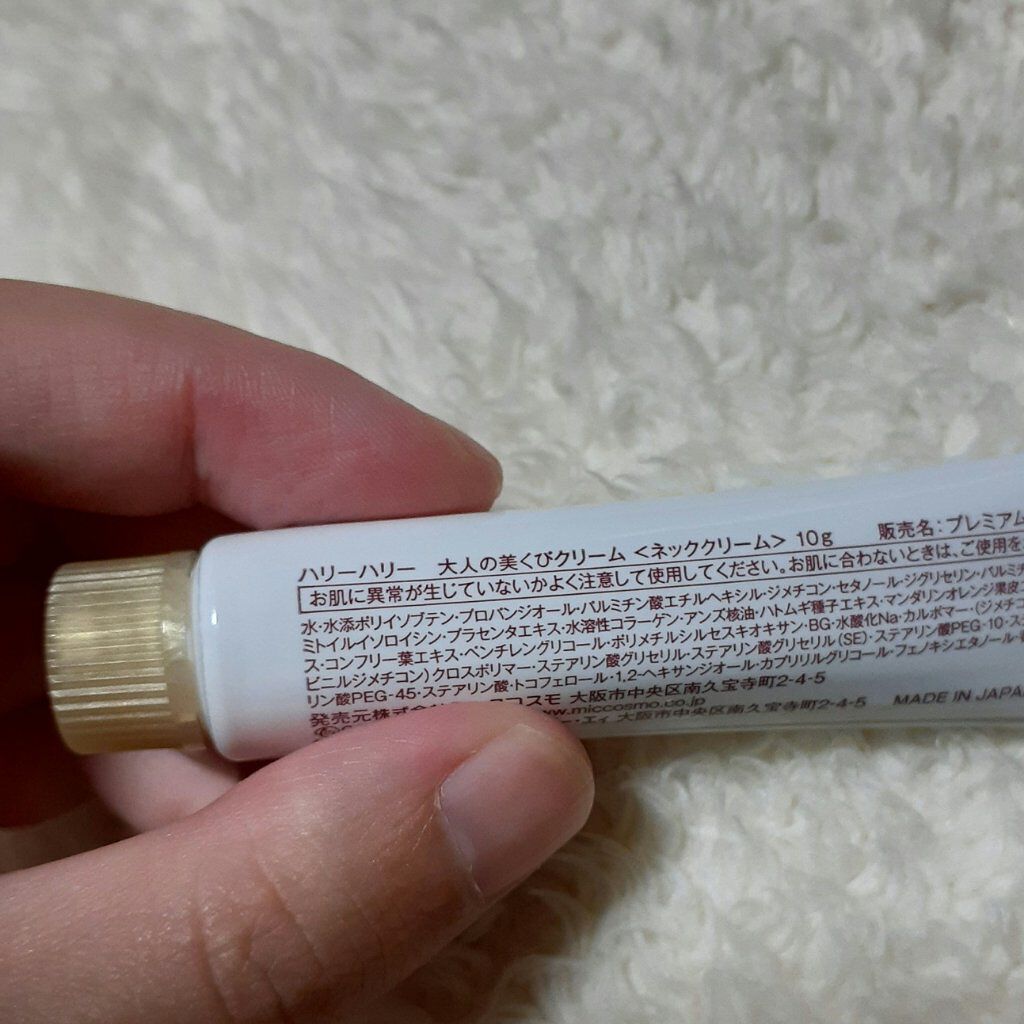 ハリーハリー 大人の美くびクリーム <ネッククリーム> 10g 販売名:プレミアム
お肌に異常が生じていないかよく注意して使用してください。お肌に合わないときは、ご使用を
水・水添ポリイソブテン・プロパンジオール・パルミチン酸エチルヘキシル・ジメチコン・セタノール・ジグリセリン・パルミ
ミトイルイソロイシン・プラセンタエキス・水溶性コラーゲン・アンズ核油・ハトムギ種子エキス・マンダリンオレンジ果皮
ス・コンフリー葉エキス・ペンチレングリコール・ポリメチルシルセスキオキサン・BG・水酸化Na・カルボマー・(ジメチコ
ビニルジメチコン)クロスポリマー・ステアリン酸グリセリル・ステアリン酸グリセリル(SE)・ステアリン酸PEG-10・ス
リン酸PEG-45・ステアリン酸・トコフェロール・1,2-ヘキサンジオール・カプリリルグリコール・フェノキシエタノール
発売元株式会 コスモ 大阪市中央区南久宝寺町2-4-5
www.miccosmo.co.jp
エィ 大阪市中央区南久宝寺町2-4-5 MADE IN JAPA